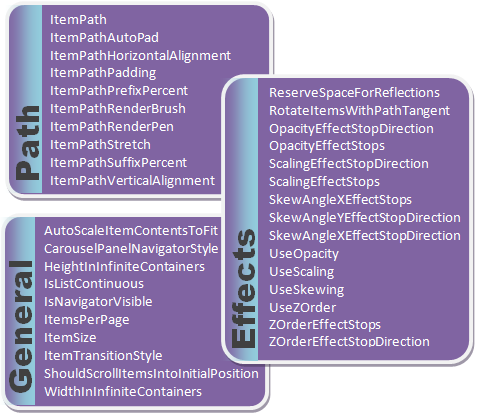 Path
ItemPath
ItemPathAutoPad
ItemPathHorizontalAlignment
ItemPathPadding
ItemPathPrefixPercent
ItemPathRenderBrush
ItemPathRenderPen
ItemPathStretch
ItemPathSuffixPercent
ItemPathVerticalAlignment
Effects
ReserveSpaceForReflections
RotateItemsWithPathTangent
OpacityEffectStopDirection
OpacityEffectStops
ScalingEffectStopDirection
ScalingEffectStops
SkewAngleXEffectStops
SkewAngleYEffectStopDirection
SkewAngleXEffectStopDirection
UseOpacity
UseScaling
UseSkewing
UseZOrder
ZOrderEffectStops
ZOrderEffectStopDirection
General
AutoScaleItemContentsToFit
CarouselPanelNavigatorStyle
HeightInInfiniteContainers
IsListContinuous
IsNavigatorVisible
ItemsPerPage
ItemSize
ItemTransitionStyle
ShouldScrollItemsIntoInitialPosition
WidthInInfiniteContainers